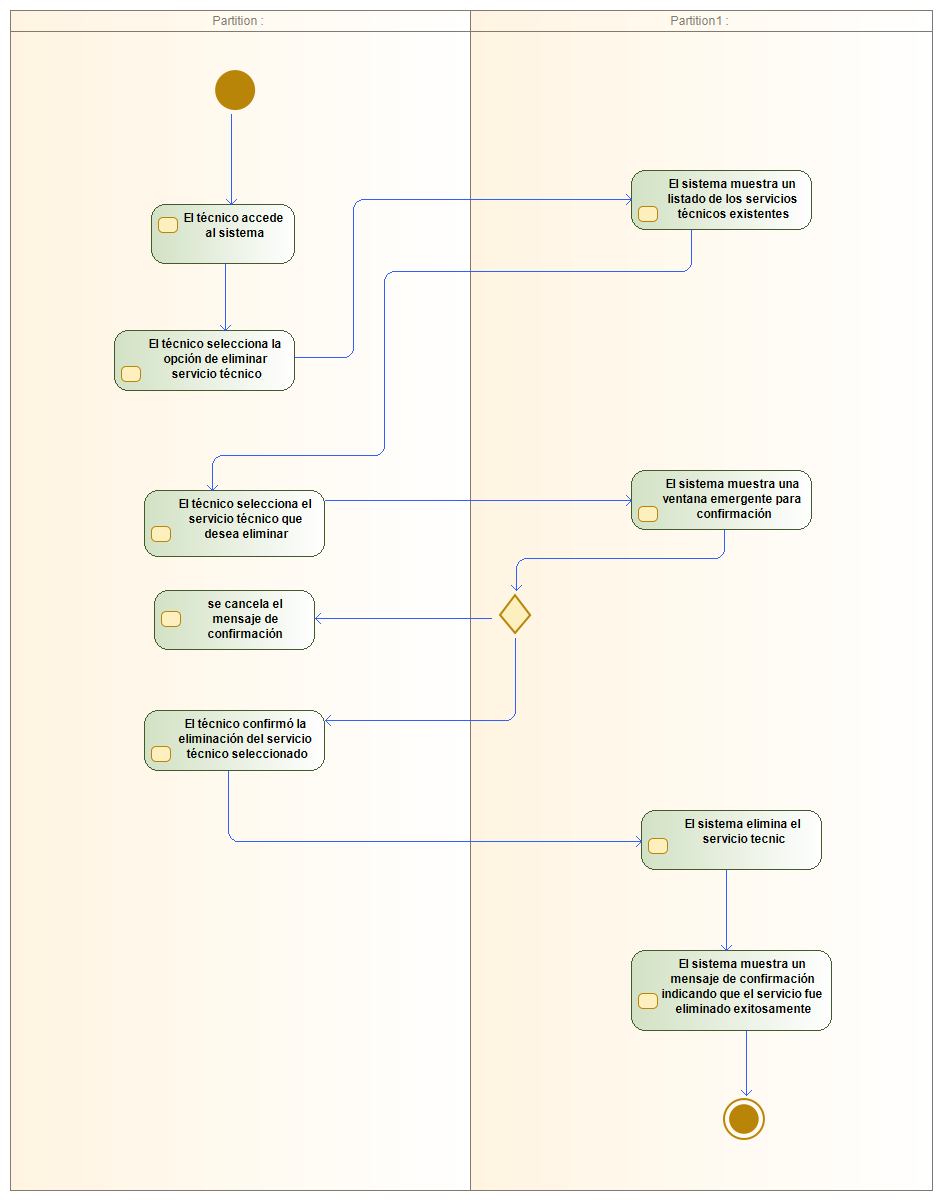 Partition :
Partition1 :
El técnico accede
al sistema
El sistema muestra un
listado de los servicios
técnicos existentes
El técnico selecciona la
opción de eliminar
servicio técnico
El técnico selecciona el
servicio técnico que
desea eliminar
El sistema muestra una
ventana emergente para
confirmación
se cancela el
mensaje de
confirmación
El técnico confirmó la
eliminación del servicio
técnico seleccionado
El sistema elimina el
servicio tecnic
El sistema muestra un
mensaje de confirmación
indicando que el servicio fue
eliminado exitosamente